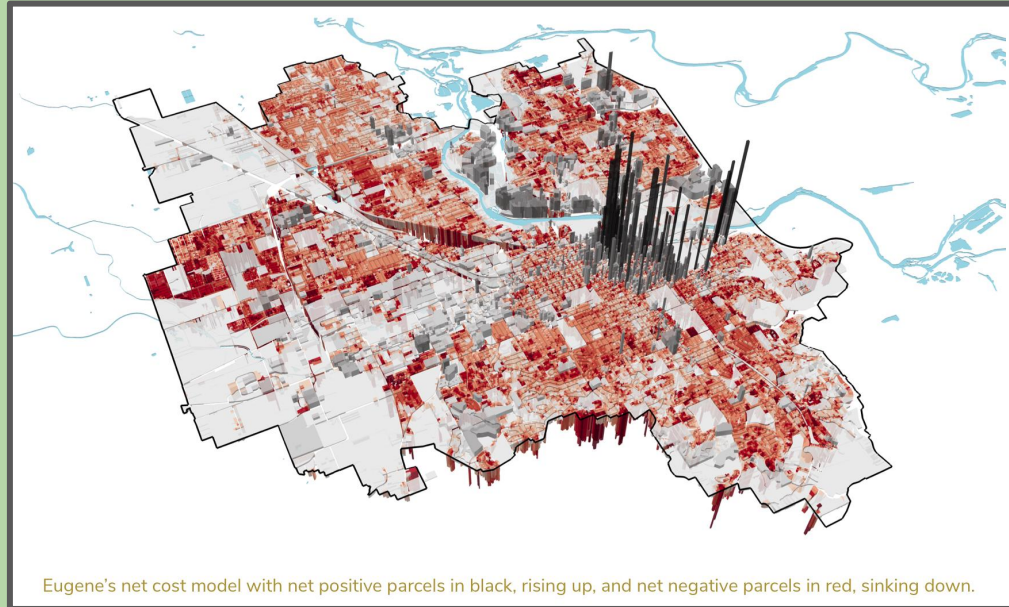 Eugene’s net cost model with net positive parcels in black, rising up, and net negative parcels in red, sinking down.